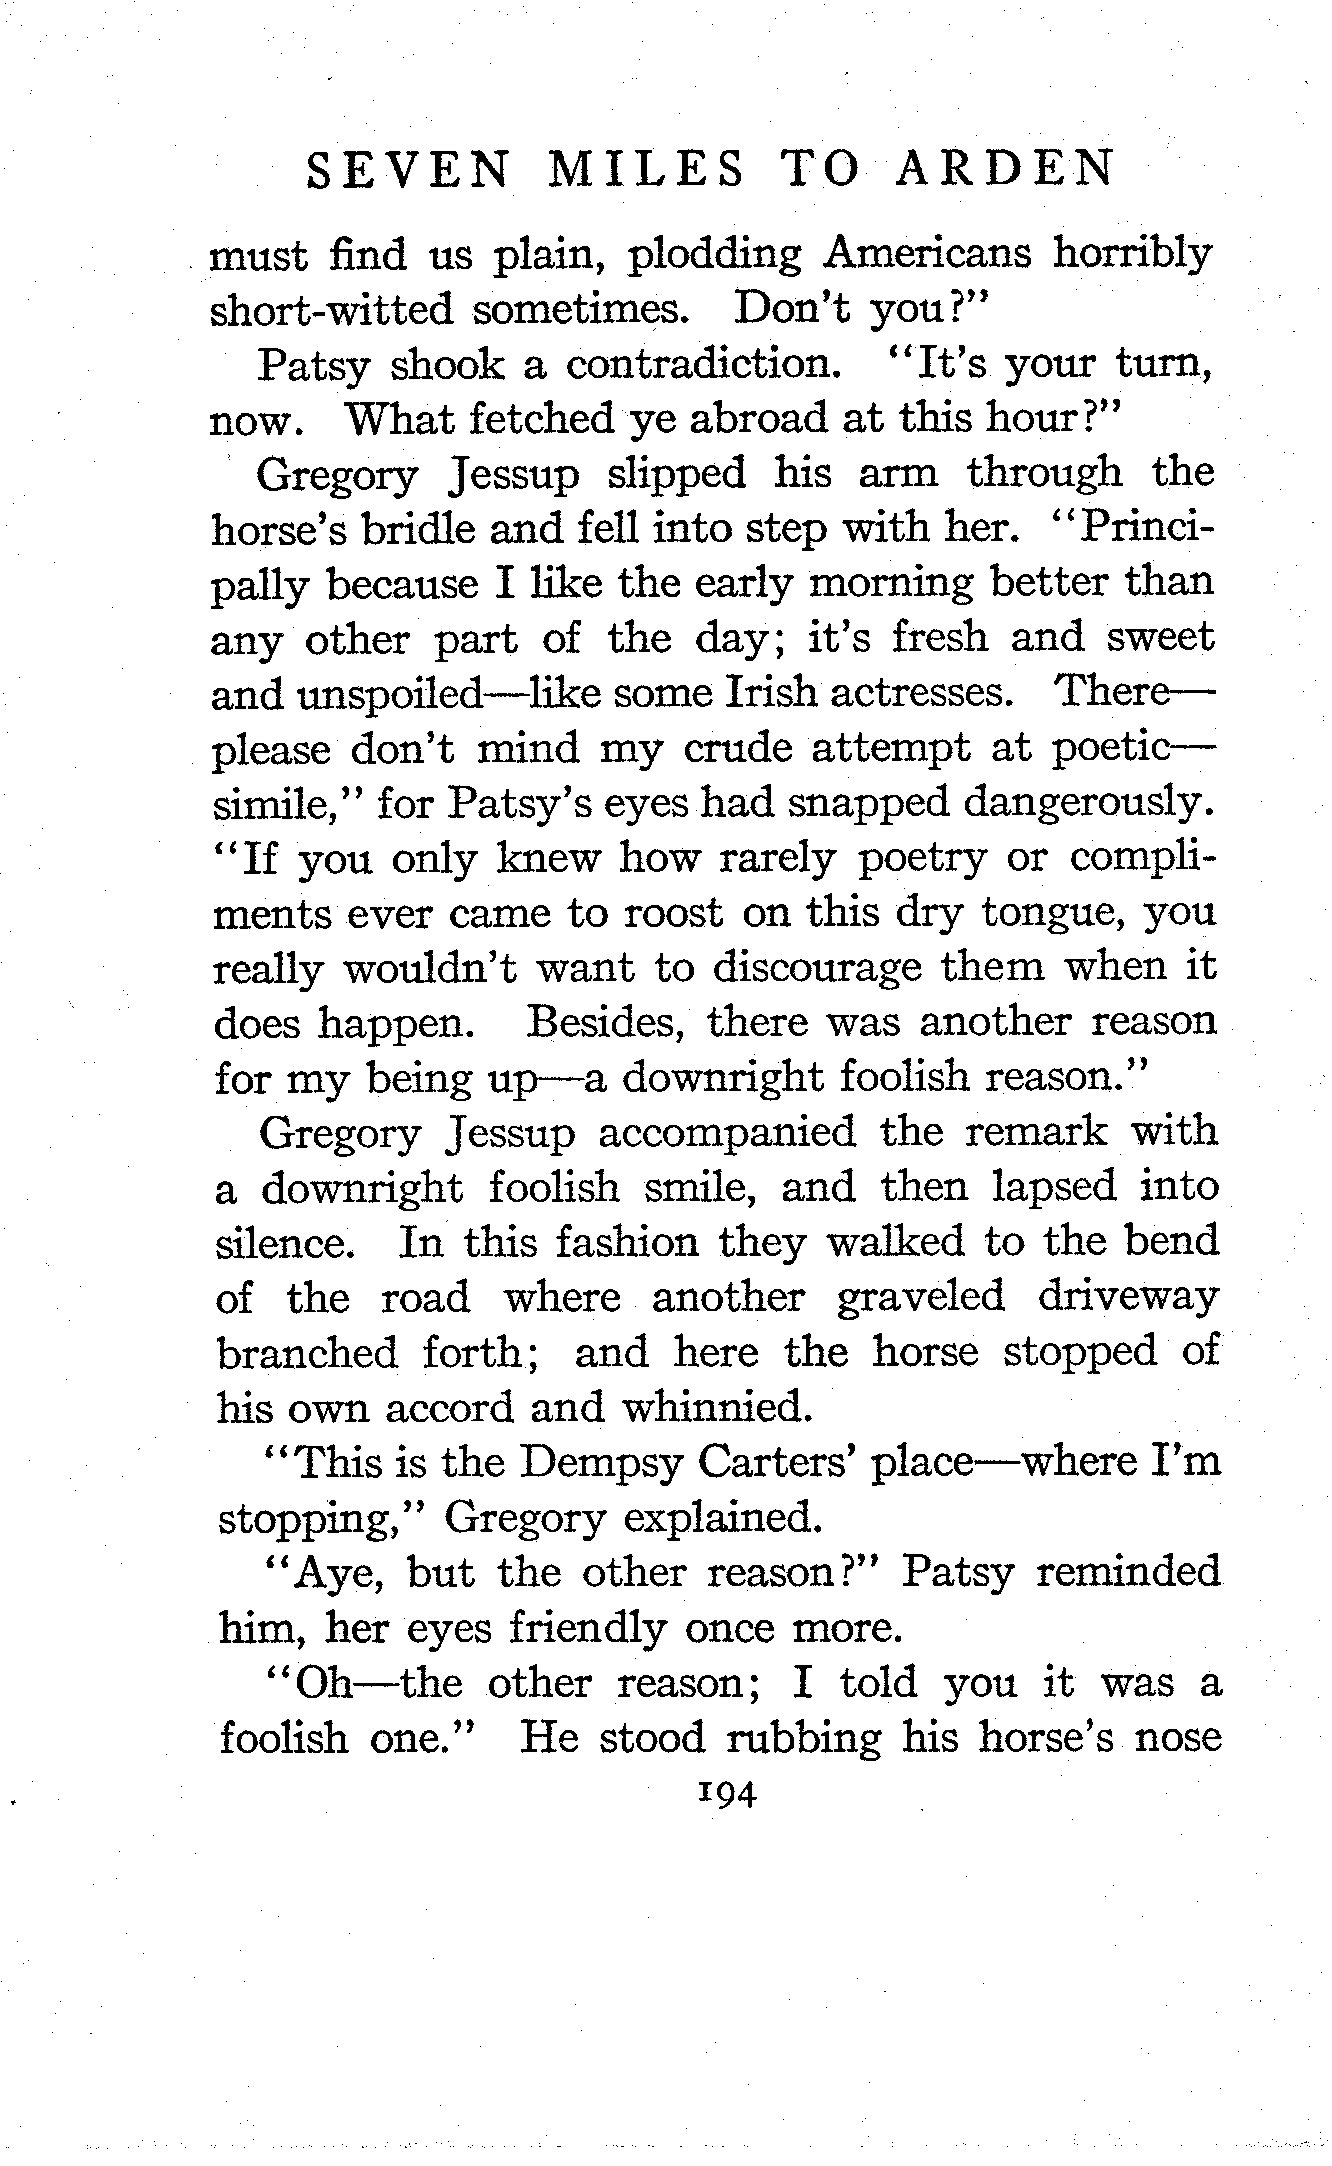 SEVEN MILES TO ARDEN
must find us plain, plodding Americans horribly
short-witted sometimes. Don't you?"
Patsy shook a contradiction. "It's your turn,
now. What fetched ye abroad at this hour?"
Gregory Jessup slipped his arm through the
horse's bridle and fell into step with her. "Princi-
pally because I like the early morning better than
any other part of the day; it's fresh and sweet
and unspoiled—like some Irish actresses. There—
please don't mind my crude attempt at poetic—
simile," for Patsy's eyes had snapped dangerously.
"If you only knew how rarely poetry or compli-
ments ever came to roost on this dry tongue, you
really wouldn't want to discourage them when it
does happen. Besides, there was another reason
for my being up—a downright foolish reason."
Gregory Jessup accompanied the remark with
a downright foolish smile, and then lapsed into
silence. In this fashion they walked to the bend
of the road where another graveled driveway
branched forth; and here the horse stopped of
his own accord and whinnied.
"This is the Dempsy Carters' place—where I'm
stopping," Gregory explained.
"Aye, but the other reason?" Patsy reminded
him, her eyes friendly once more.
"Oh—the other reason; I told you it was a
foolish one." He stood rubbing his horse's nose
194